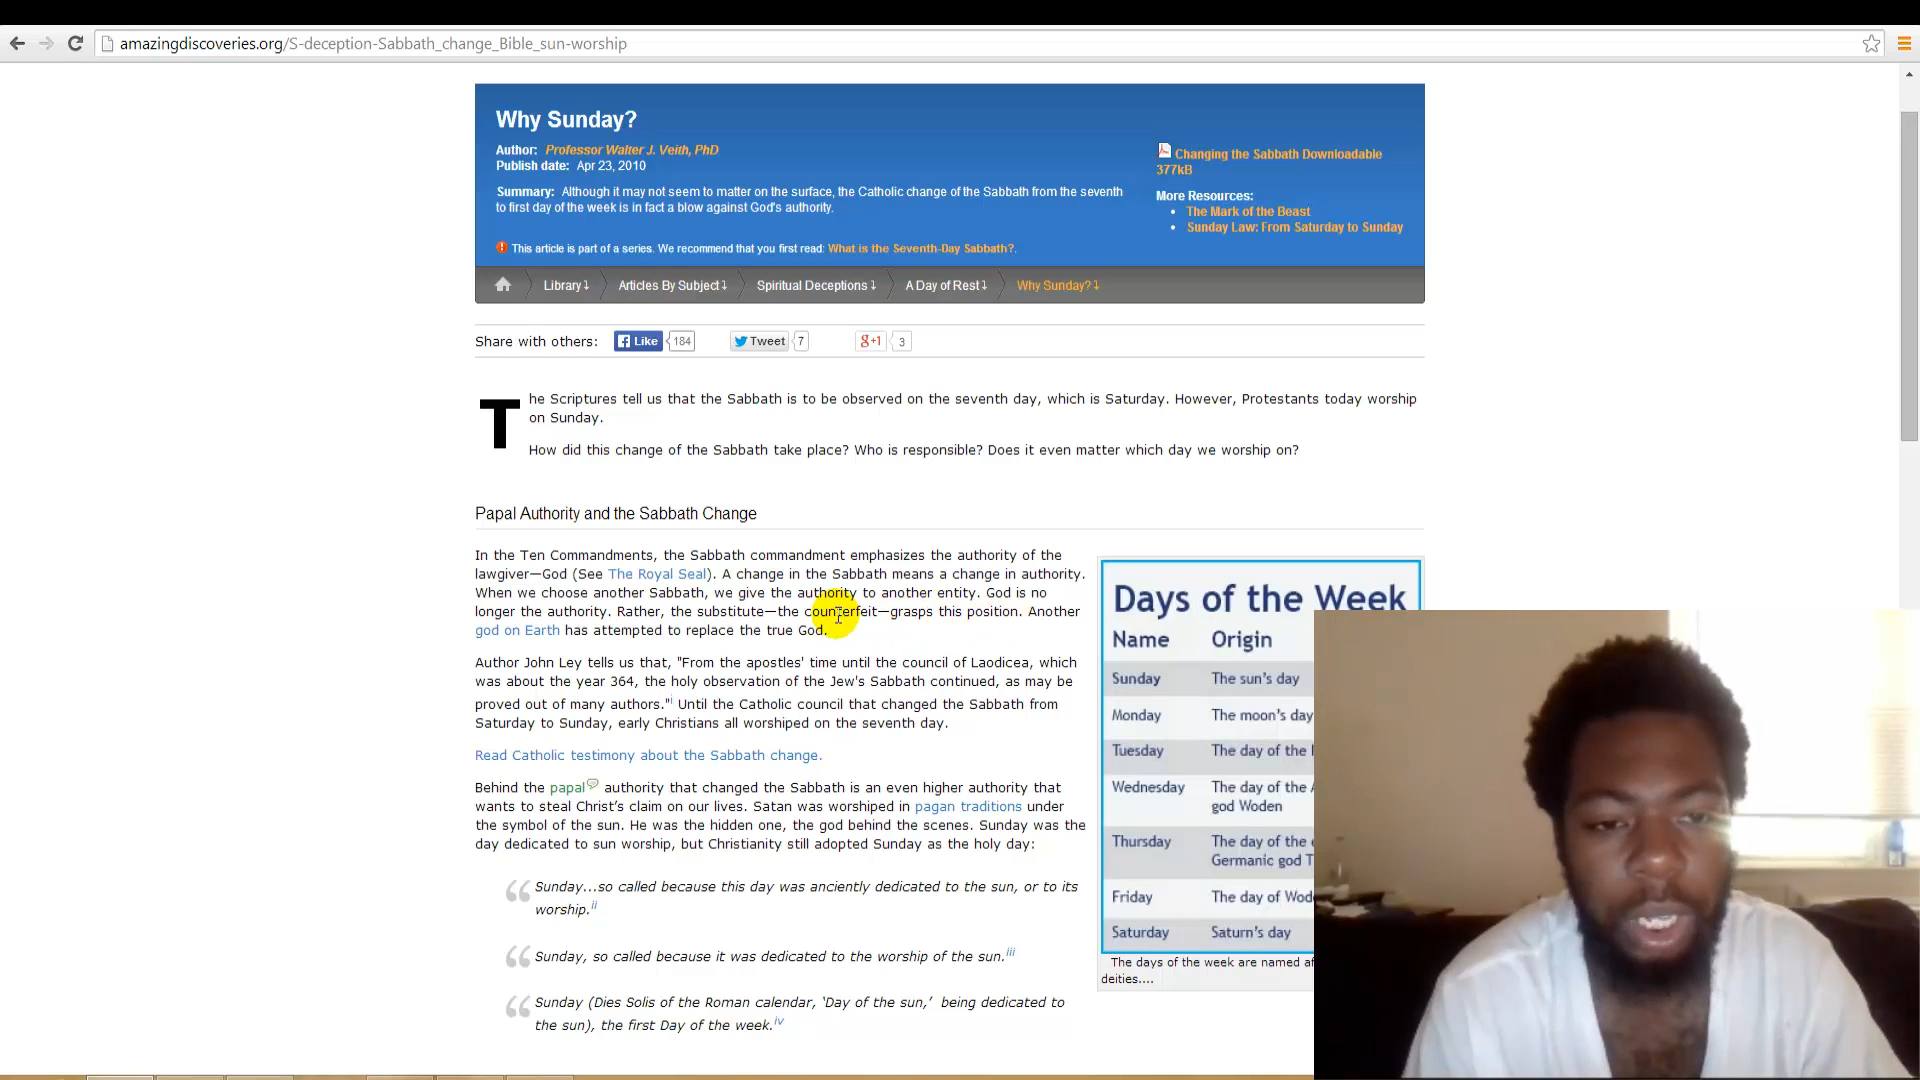 amazingdiscoveries.org/S-deception-Sabbath_change_Bible_sun-worship
Why Sunday?
Author: Professor Walter J. Veith, PhD
Publish date: Apr 23, 2010
Summary: Although it may not seem to matter on the surface, the Catholic change of the Sabbath from the seventh
to first day of the week is in fact a blow against God's authority.
This article is part of a series. We recommend that you first read: What is the Seventh-Day Sabbath?.
Changing the Sabbath Downloadable
377kB
More Resources:
• The Mark of the Beast
• Sunday Law: From Saturday to Sunday
Library Articles By Subject Spiritual Deceptions A Day of Rest Why Sunday?
Share with others: Like 184 Tweet 7 g+1 3
The Scriptures tell us that the Sabbath is to be observed on the seventh day, which is Saturday. However, Protestants today worship
on Sunday.
How did this change of the Sabbath take place? Who is responsible? Does it even matter which day we worship on?
Papal Authority and the Sabbath Change
In the Ten Commandments, the Sabbath commandment emphasizes the authority of the
lawgiver—God (See The Royal Seal). A change in the Sabbath means a change in authority.
When we choose another Sabbath, we give the authority to another entity. God is no
longer the authority. Rather, the substitute—the counterfeit—grasps this position. Another
god on Earth has attempted to replace the true God.
Author John Ley tells us that, "From the apostles' time until the council of Laodicea, which
was about the year 364, the holy observation of the Jew's Sabbath continued, as may be
proved out of many authors."i Until the Catholic council that changed the Sabbath from
Saturday to Sunday, early Christians all worshiped on the seventh day.
Read Catholic testimony about the Sabbath change.
Behind the papal authority that changed the Sabbath is an even higher authority that
wants to steal Christ's claim on our lives. Satan was worshiped in pagan traditions under
the symbol of the sun. He was the hidden one, the god behind the scenes. Sunday was the
day dedicated to sun worship, but Christianity still adopted Sunday as the holy day:
Sunday...so called because this day was anciently dedicated to the sun, or to its
worship.ii
Sunday, so called because it was dedicated to the worship of the sun.iii
Sunday (Dies Solis of the Roman calendar, ‘Day of the sun,’ being dedicated to
the sun), the first Day of the week.iv
Days of the Week
Name Origin
Sunday The sun's day
Monday The moon's day
Tuesday The day of the
Wednesday The day of the
god Woden
Thursday The day of the
Germanic god T
Friday The day of Wod
Saturday Saturn's day
The days of the week are named af
deities....